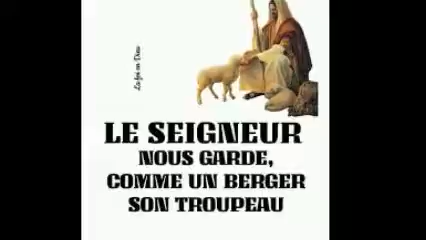 La foi en Dieu
LE SEIGNEUR
NOUS GARDE,
COMME UN BERGER
SON TROUPEAU